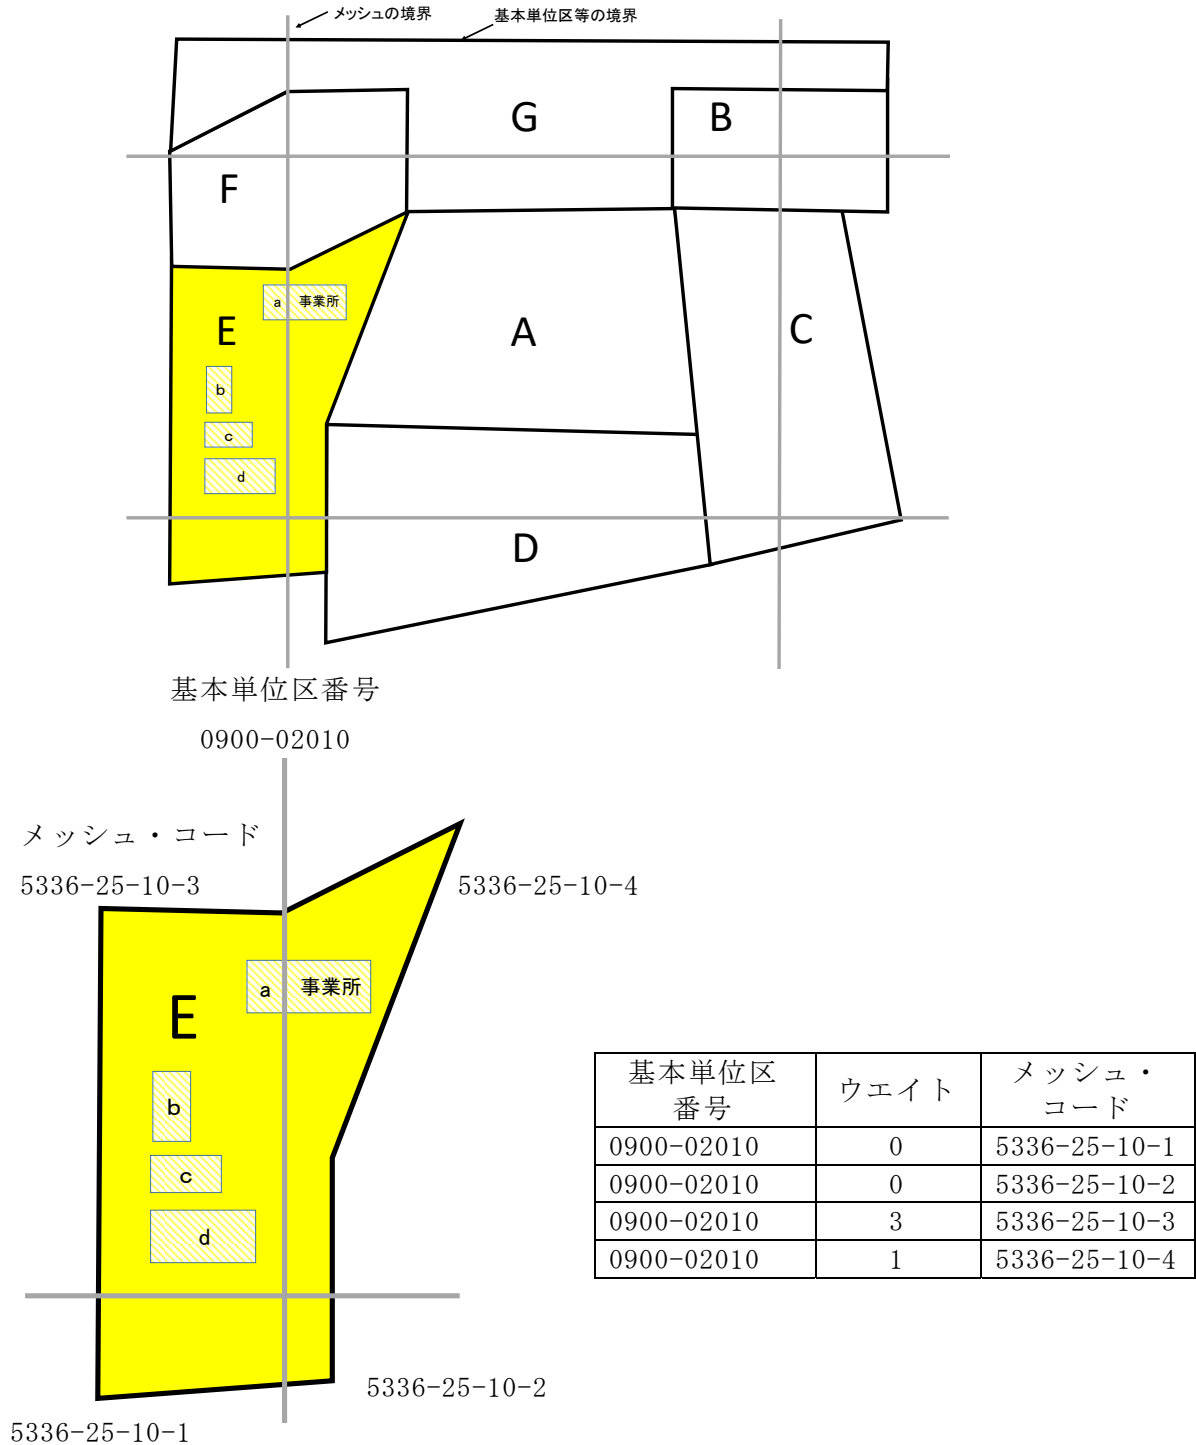 メッシュの境界
基本単位区等の境界
G
B
F
a 事業所
E
A
C
b
c
d
D
基本単位区番号
0900-02010
メッシュ・コード
5336-25-10-3
5336-25-10-4
a 事業所
E
b
c
d
5336-25-10-2
5336-25-10-1
基本単位区
番号
ウエイト
メッシュ・
コード
0900-02010 0 5336-25-10-1
0900-02010 0 5336-25-10-2
0900-02010 3 5336-25-10-3
0900-02010 1 5336-25-10-4